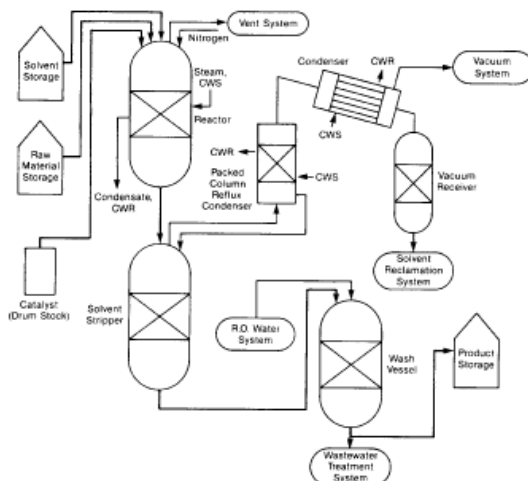 Vent System
Nitrogen
Solvent
Storage
Steam,
CWS
Reactor
Raw
Material
Storage
Condensate,
CWR
Catalyst
(Drum Stock)
Condenser
CWR
CWS
Vacuum
System
CWR
CWS
Packed
Column
Reflux
Condenser
Vacuum
Receiver
Solvent
Reclamation
System
Solvent
Stripper
R.O. Water
System
Wash
Vessel
Product
Storage
Wastewater
Treatment
System